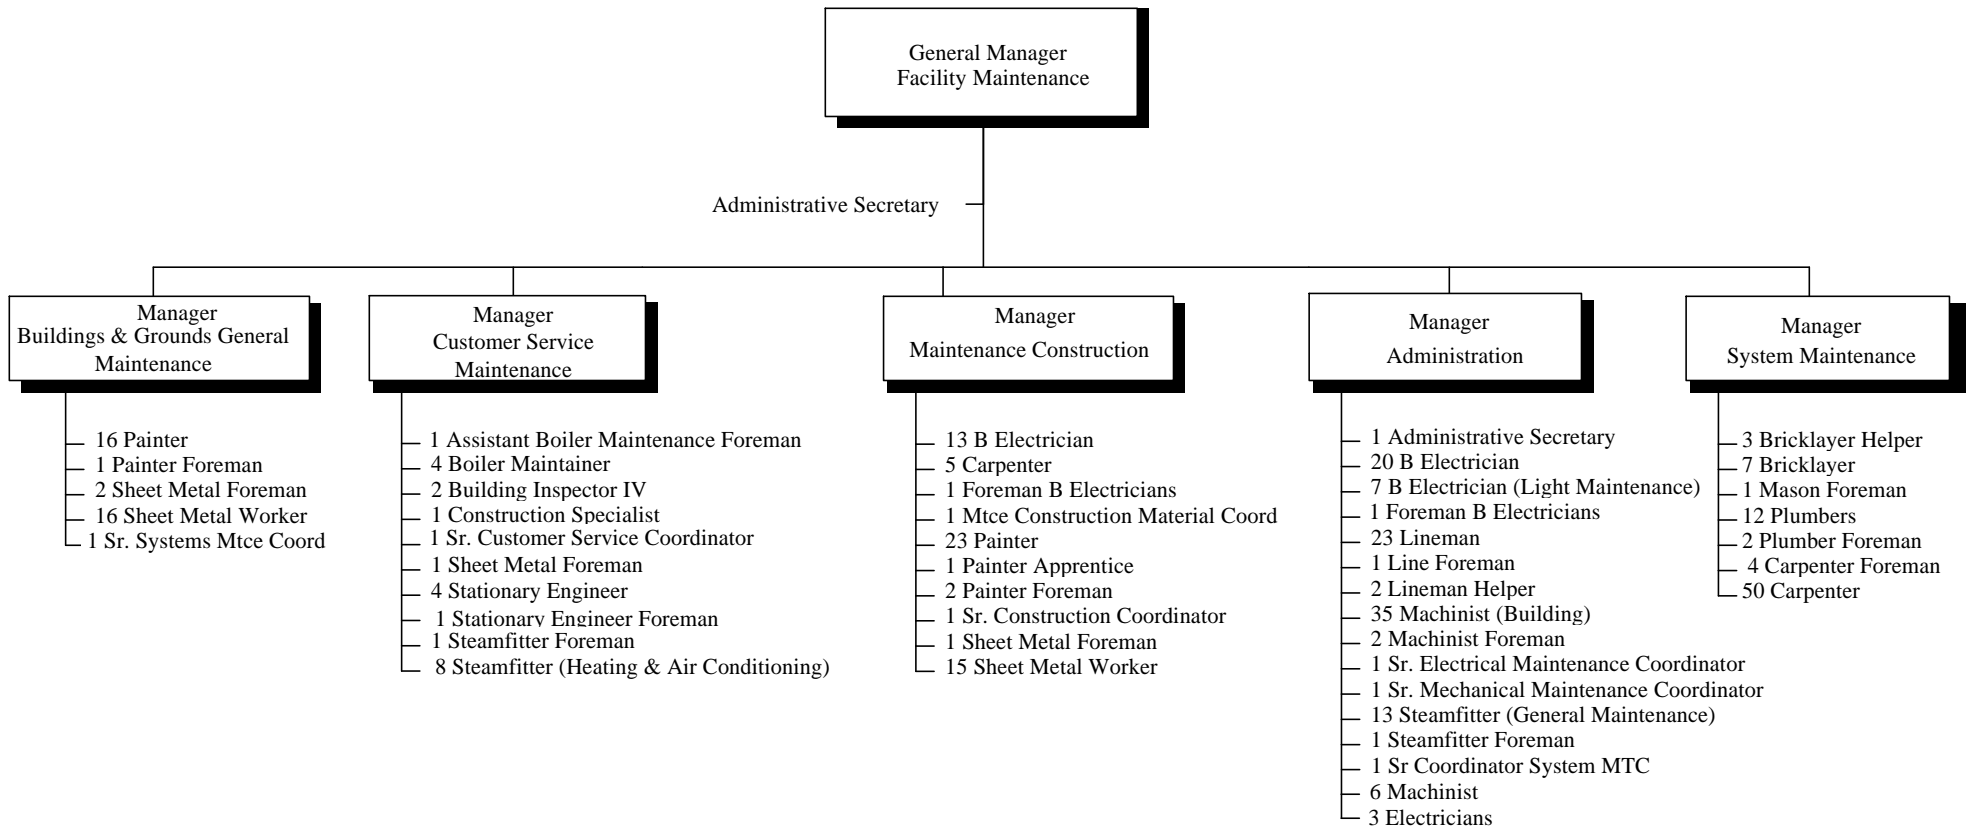 General Manager
Facility Maintenance
Administrative Secretary
Manager
Buildings & Grounds General
Maintenance
16 Painter
1 Painter Foreman
2 Sheet Metal Foreman
16 Sheet Metal Worker
1 Sr. Systems Mtce Coord
Manager
Customer Service
Maintenance
1 Assistant Boiler Maintenance Foreman
4 Boiler Maintainer
2 Building Inspector IV
1 Construction Specialist
1 Sr. Customer Service Coordinator
1 Sheet Metal Foreman
4 Stationary Engineer
1 Stationary Engineer Foreman
1 Steamfitter Foreman
8 Steamfitter (Heating & Air Conditioning)
Manager
Maintenance Construction
13 B Electrician
5 Carpenter
1 Foreman B Electricians
1 Mtce Construction Material Coord
23 Painter
1 Painter Apprentice
2 Painter Foreman
1 Sr. Construction Coordinator
1 Sheet Metal Foreman
15 Sheet Metal Worker
Manager
Administration
1 Administrative Secretary
20 B Electrician
7 B Electrician (Light Maintenance)
1 Foreman B Electricians
23 Lineman
1 Line Foreman
2 Lineman Helper
35 Machinist (Building)
2 Machinist Foreman
1 Sr. Electrical Maintenance Coordinator
1 Sr. Mechanical Maintenance Coordinator
13 Steamfitter (General Maintenance)
1 Steamfitter Foreman
1 Sr Coordinator System MTC
6 Machinist
3 Electricians
Manager
System Maintenance
3 Bricklayer Helper
7 Bricklayer
1 Mason Foreman
12 Plumbers
2 Plumber Foreman
4 Carpenter Foreman
50 Carpenter